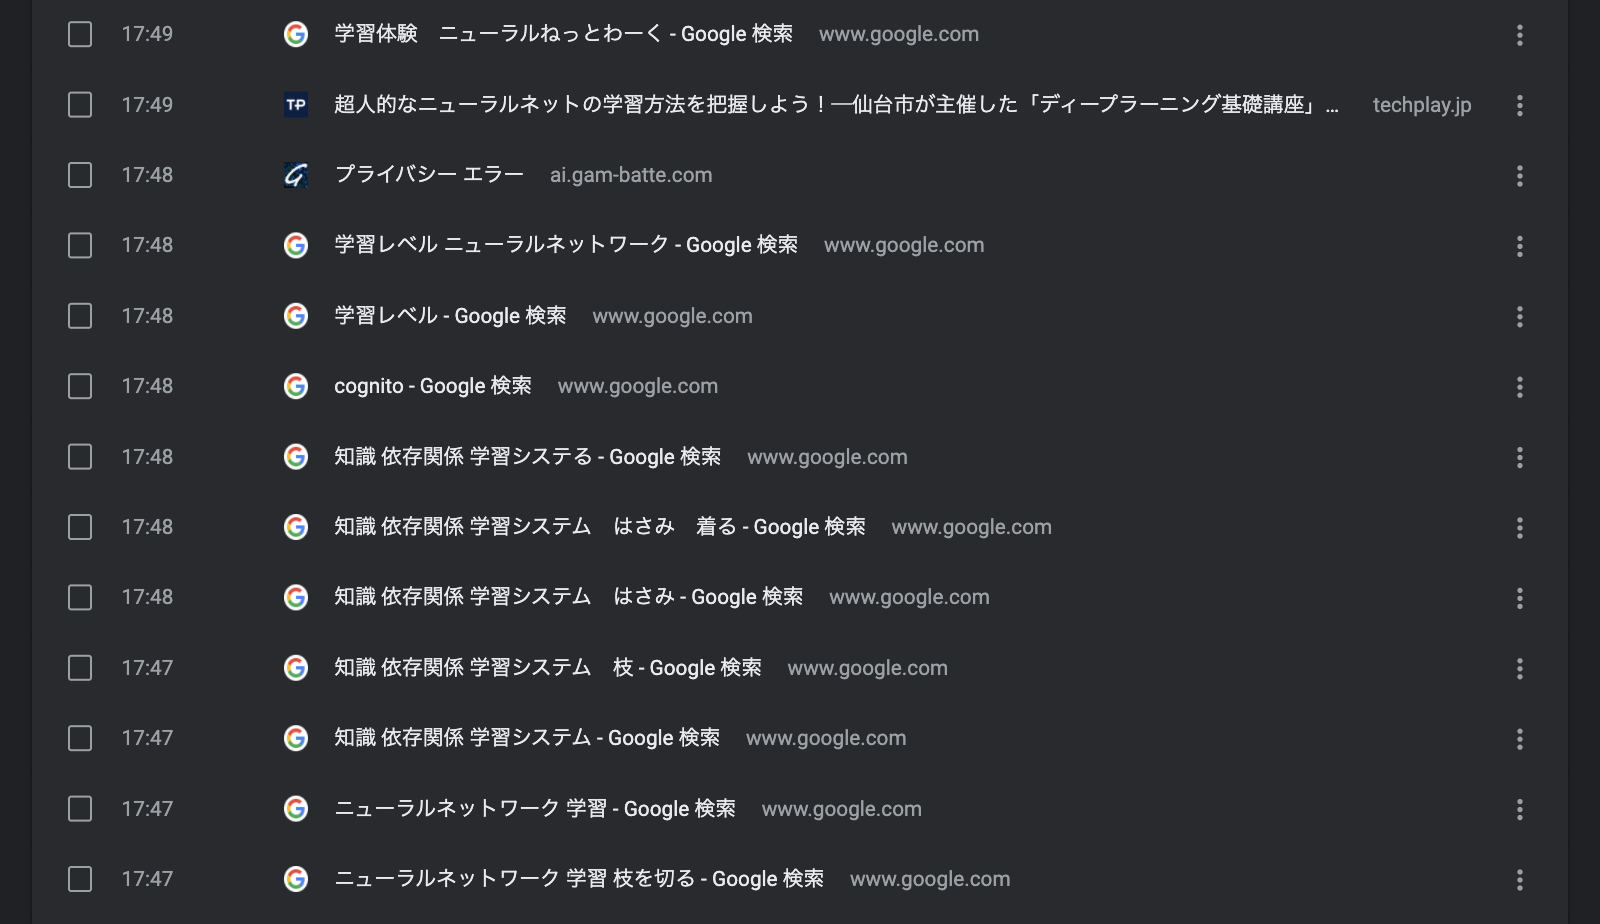 17:49 学習体験　ニューラルねっとわーく - Google 検索 www.google.com
17:49 TP 超人的なニューラルネットの学習方法を把握しよう！―仙台市が主催した「ディープラーニング基礎講座」... techplay.jp
17:48 プライバシー エラー ai.gam-batte.com
17:48 学習レベル ニューラルネットワーク - Google 検索 www.google.com
17:48 学習レベル - Google 検索 www.google.com
17:48 cognito - Google 検索 www.google.com
17:48 知識 依存関係 学習システる - Google 検索 www.google.com
17:48 知識 依存関係 学習システム　はさみ　着る - Google 検索 www.google.com
17:48 知識 依存関係 学習システム　はさみ - Google 検索 www.google.com
17:47 知識 依存関係 学習システム　枝 - Google 検索 www.google.com
17:47 知識 依存関係 学習システム - Google 検索 www.google.com
17:47 ニューラルネットワーク 学習 - Google 検索 www.google.com
17:47 ニューラルネットワーク 学習 枝を切る - Google 検索 www.google.com